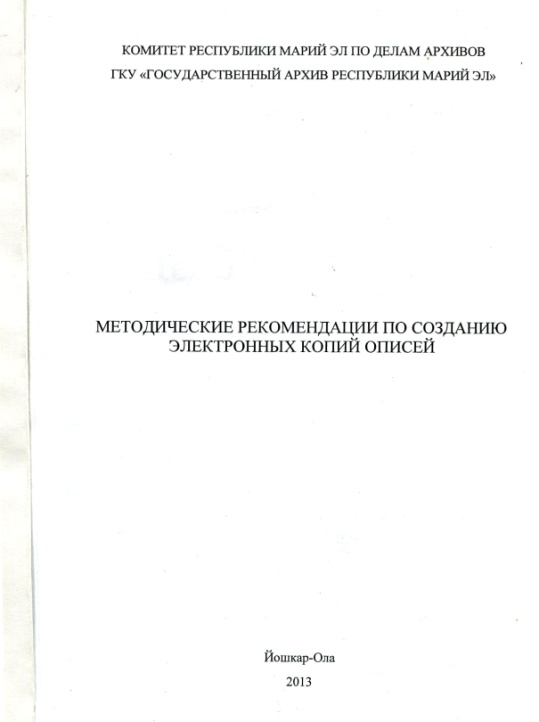 КОМИТЕТ РЕСПУБЛИКИ МАРИЙ ЭЛ ПО ДЕЛАМ АРХИВОВ
ГКУ «ГОСУДАРСТВЕННЫЙ АРХИВ РЕСПУБЛИКИ МАРИЙ ЭЛ»
МЕТОДИЧЕСКИЕ РЕКОМЕНДАЦИИ ПО СОЗДАНИЮ
ЭЛЕКТРОННЫХ КОПИЙ ОПИСЕЙ
Йошкар-Ола
2013